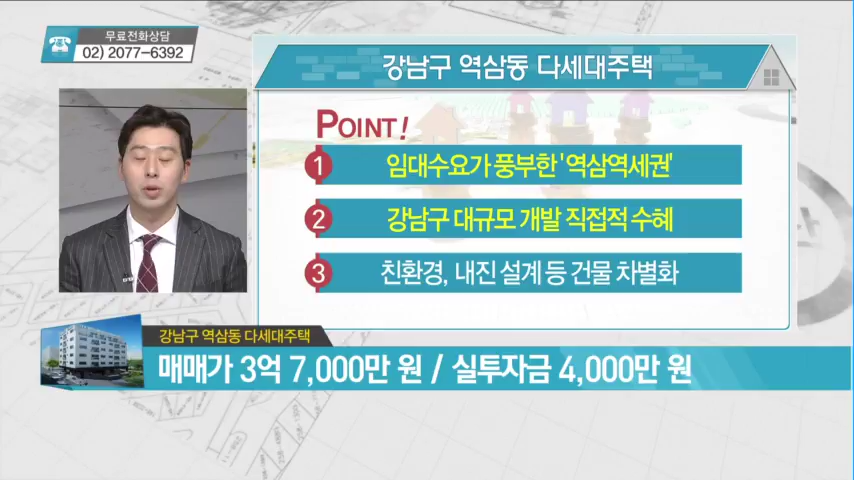 무료전화상담
02) 2077-6392
강남구 역삼동 다세대주택
POINT!
1 임대수요가 풍부한 '역삼역세권'
2 강남구 대규모 개발 직접적 수혜
3 친환경, 내진 설계 등 건물 차별화
강남구 역삼동 다세대주택
매매가 3억 7,000만 원 / 실투자금 4,000만 원